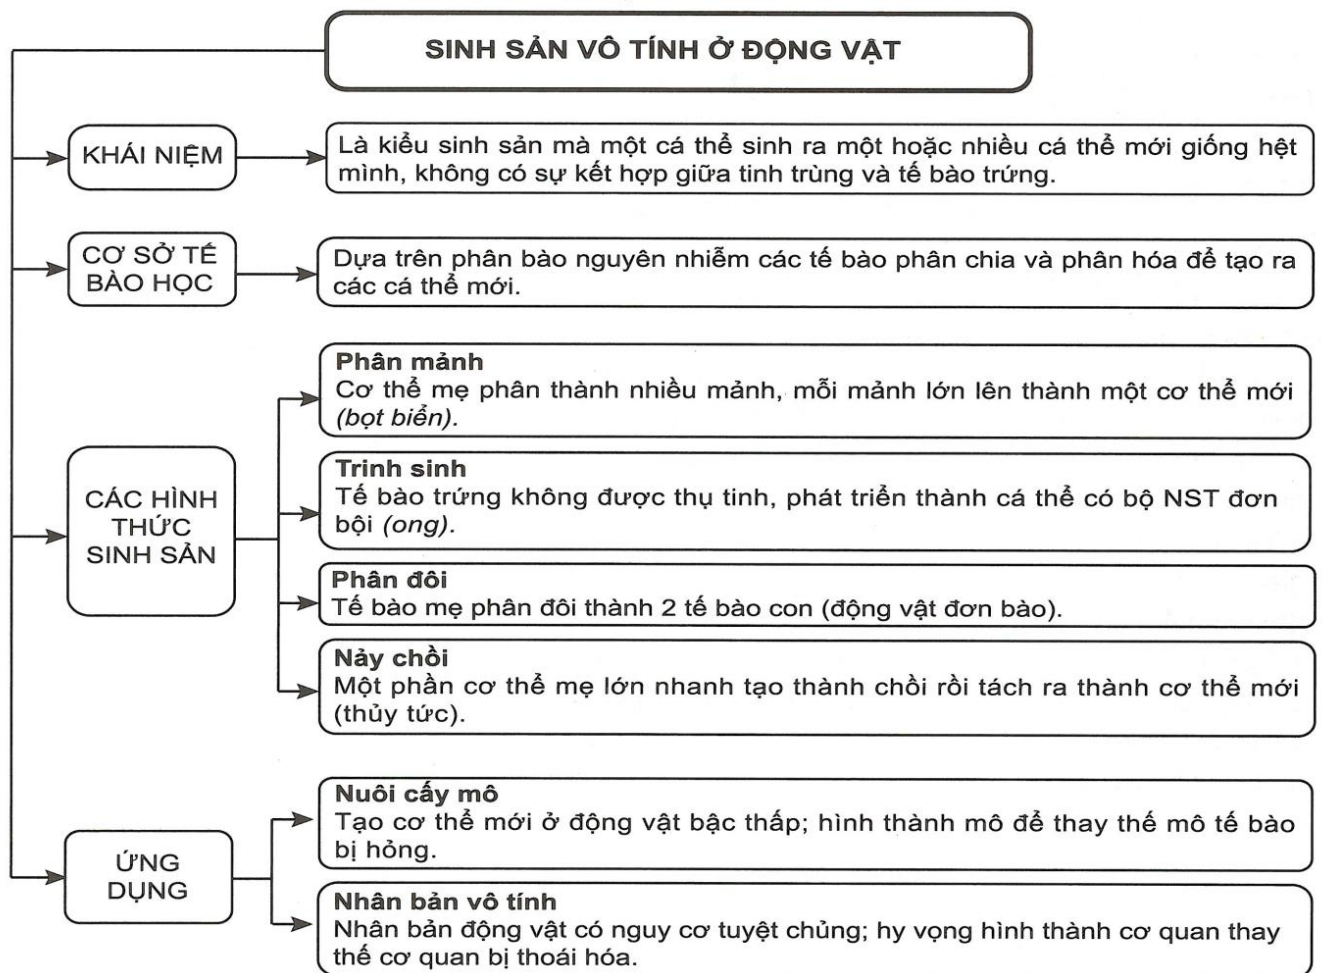 SINH SẢN VÔ TÍNH Ở ĐỘNG VẬT
KHÁI NIỆM
Là kiểu sinh sản mà một cá thể sinh ra một hoặc nhiều cá thể mới giống hệt
mình, không có sự kết hợp giữa tinh trùng và tế bào trứng.
CƠ SỞ TẾ
BÀO HỌC
Dựa trên phân bào nguyên nhiễm các tế bào phân chia và phân hóa để tạo ra
các cá thể mới.
CÁC HÌNH
THỨC
SINH SẢN
Phân mảnh
Cơ thể mẹ phân thành nhiều mảnh, mỗi mảnh lớn lên thành một cơ thể mới
(bọt biển).
Trinh sinh
Tế bào trứng không được thụ tinh, phát triển thành cá thể có bộ NST đơn
bội (ong).
Phân đôi
Tế bào mẹ phân đôi thành 2 tế bào con (động vật đơn bào).
Nảy chồi
Một phần cơ thể mẹ lớn nhanh tạo thành chồi rồi tách ra thành cơ thể mới
(thủy tức).
ỨNG
DỤNG
Nuôi cấy mô
Tạo cơ thể mới ở động vật bậc thấp; hình thành mô để thay thế mô tế bào
bị hỏng.
Nhân bản vô tính
Nhân bản động vật có nguy cơ tuyệt chủng; hy vọng hình thành cơ quan thay
thế cơ quan bị thoái hóa.